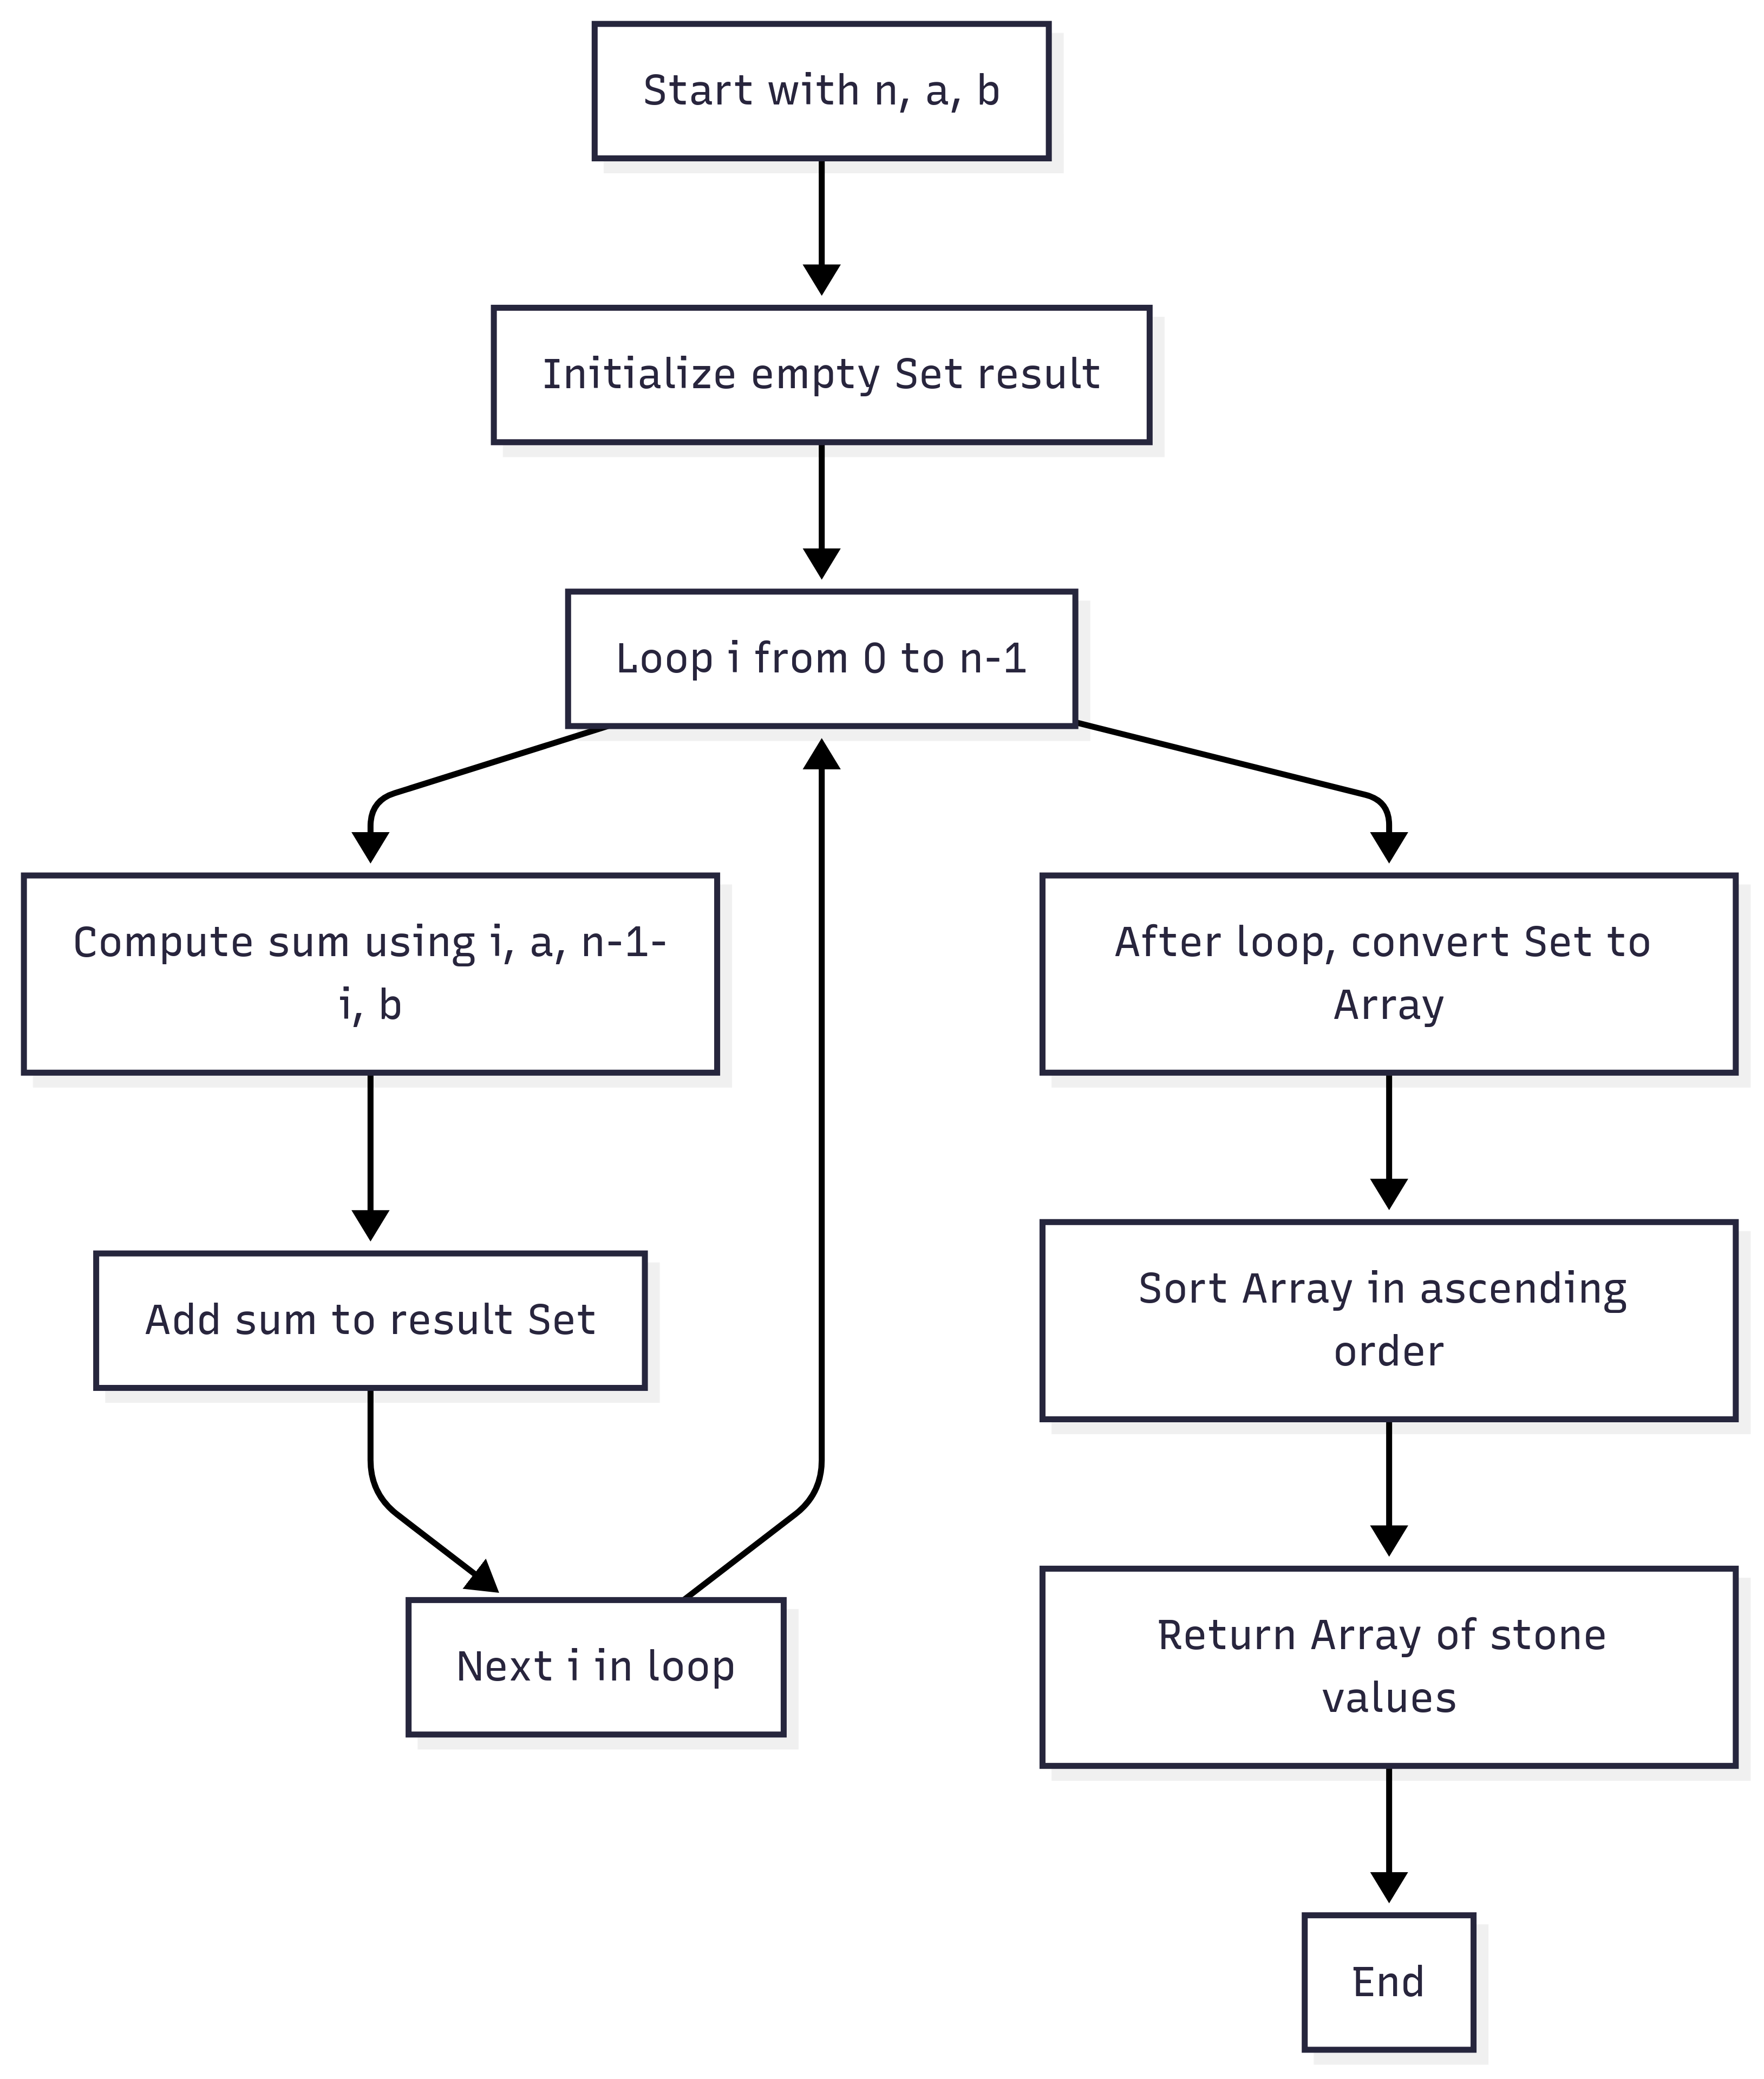 Start with n, a, b
Initialize empty Set result
Loop i from 0 to n-1
Compute sum using i, a, n-1-
i, b
Add sum to result Set
Next i in loop
After loop, convert Set to
Array
Sort Array in ascending
order
Return Array of stone
values
End